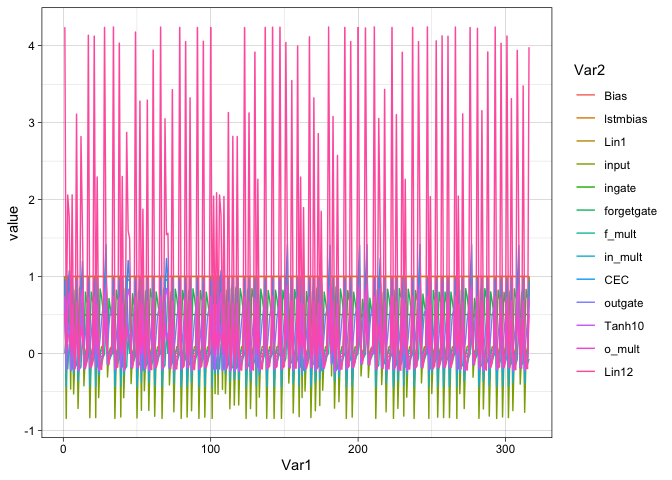 4
3
2
1
0
-1
value
0
100
200
300
Var1
Var2
Bias
lstmbias
Lin1
input
ingate
forgetgate
f_mult
in_mult
CEC
outgate
Tanh10
o_mult
Lin12